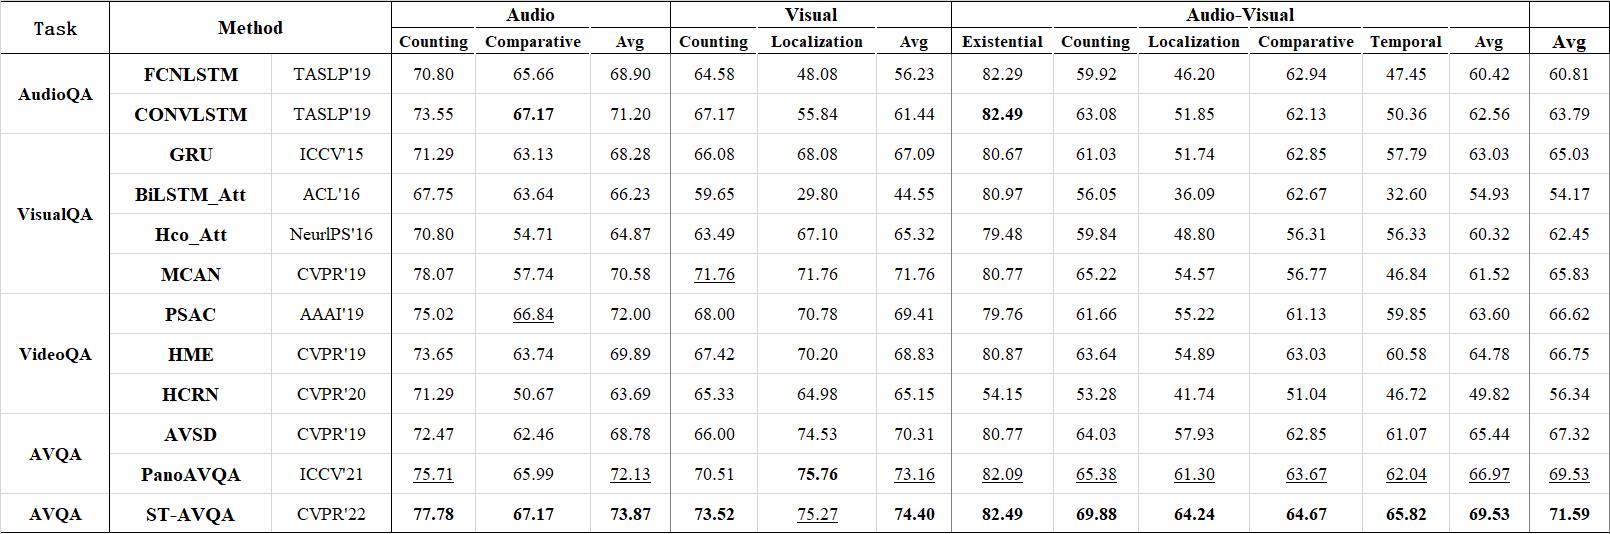 Task Method Audio Visual Audio-Visual
Counting Comparative Avg Counting Localization Avg Existential Counting Localization Comparative Temporal Avg Avg
AudioQA FCNLSTM TASLP'19 70.80 65.66 68.90 64.58 48.08 56.23 82.29 59.92 46.20 62.94 47.45 60.42 60.81
CONVLSTM TASLP'19 73.55 67.17 71.20 67.17 55.84 61.44 82.49 63.08 51.85 62.13 50.36 62.56 63.79
VisualQA GRU ICCV'15 71.29 63.13 68.28 66.08 68.08 67.09 80.67 61.03 51.74 62.85 57.79 63.03 65.03
BiLSTM_Att ACL'16 67.75 63.64 66.23 59.65 29.80 44.55 80.97 56.05 36.09 62.67 32.60 54.93 54.17
Hco_Att NeurlPS'16 70.80 54.71 64.87 63.49 67.10 65.32 79.48 59.84 48.80 56.31 56.33 60.32 62.45
MCAN CVPR'19 78.07 57.74 70.58 71.76 71.76 71.76 80.77 65.22 54.57 56.77 46.84 61.52 65.83
VideoQA PSAC AAAI'19 75.02 66.84 72.00 68.00 70.78 69.41 79.76 61.66 55.22 61.13 59.85 63.60 66.62
HME CVPR'19 73.65 63.74 69.89 67.42 70.20 68.83 80.87 63.64 54.89 63.03 60.58 64.78 66.75
HCRN CVPR'20 71.29 50.67 63.69 65.33 64.98 65.15 54.15 53.28 41.74 51.04 46.72 49.82 56.34
AVQA AVSD CVPR'19 72.47 62.46 68.78 66.00 74.53 70.31 80.77 64.03 57.93 62.85 61.07 65.44 67.32
PanoAVQA ICCV'21 75.71 65.99 72.13 70.51 75.76 73.16 82.09 65.38 61.30 63.67 62.04 66.97 69.53
AVQA ST-AVQA CVPR'22 77.78 67.17 73.87 73.52 75.27 74.40 82.49 69.88 64.24 64.67 65.82 69.53 71.59